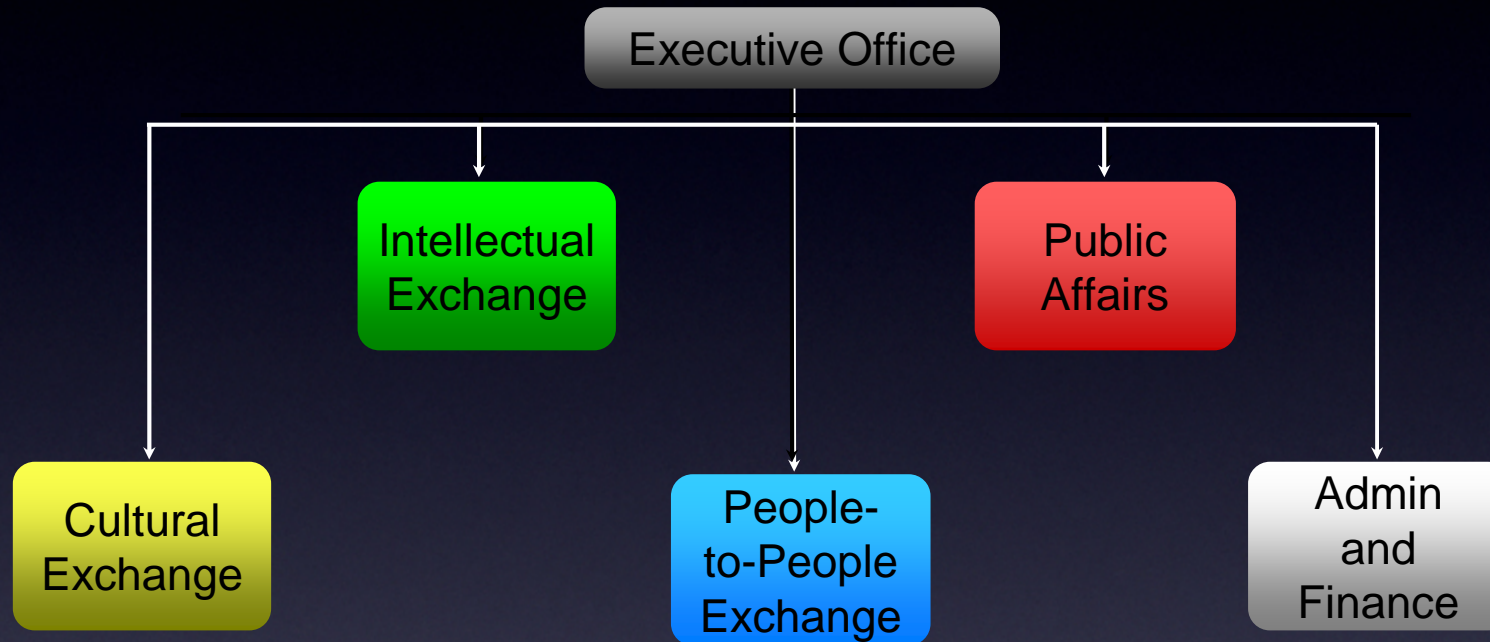 Executive Office
Intellectual
Exchange
Public
Affairs
Cultural
Exchange
People-
to-People
Exchange
Admin
and
Finance